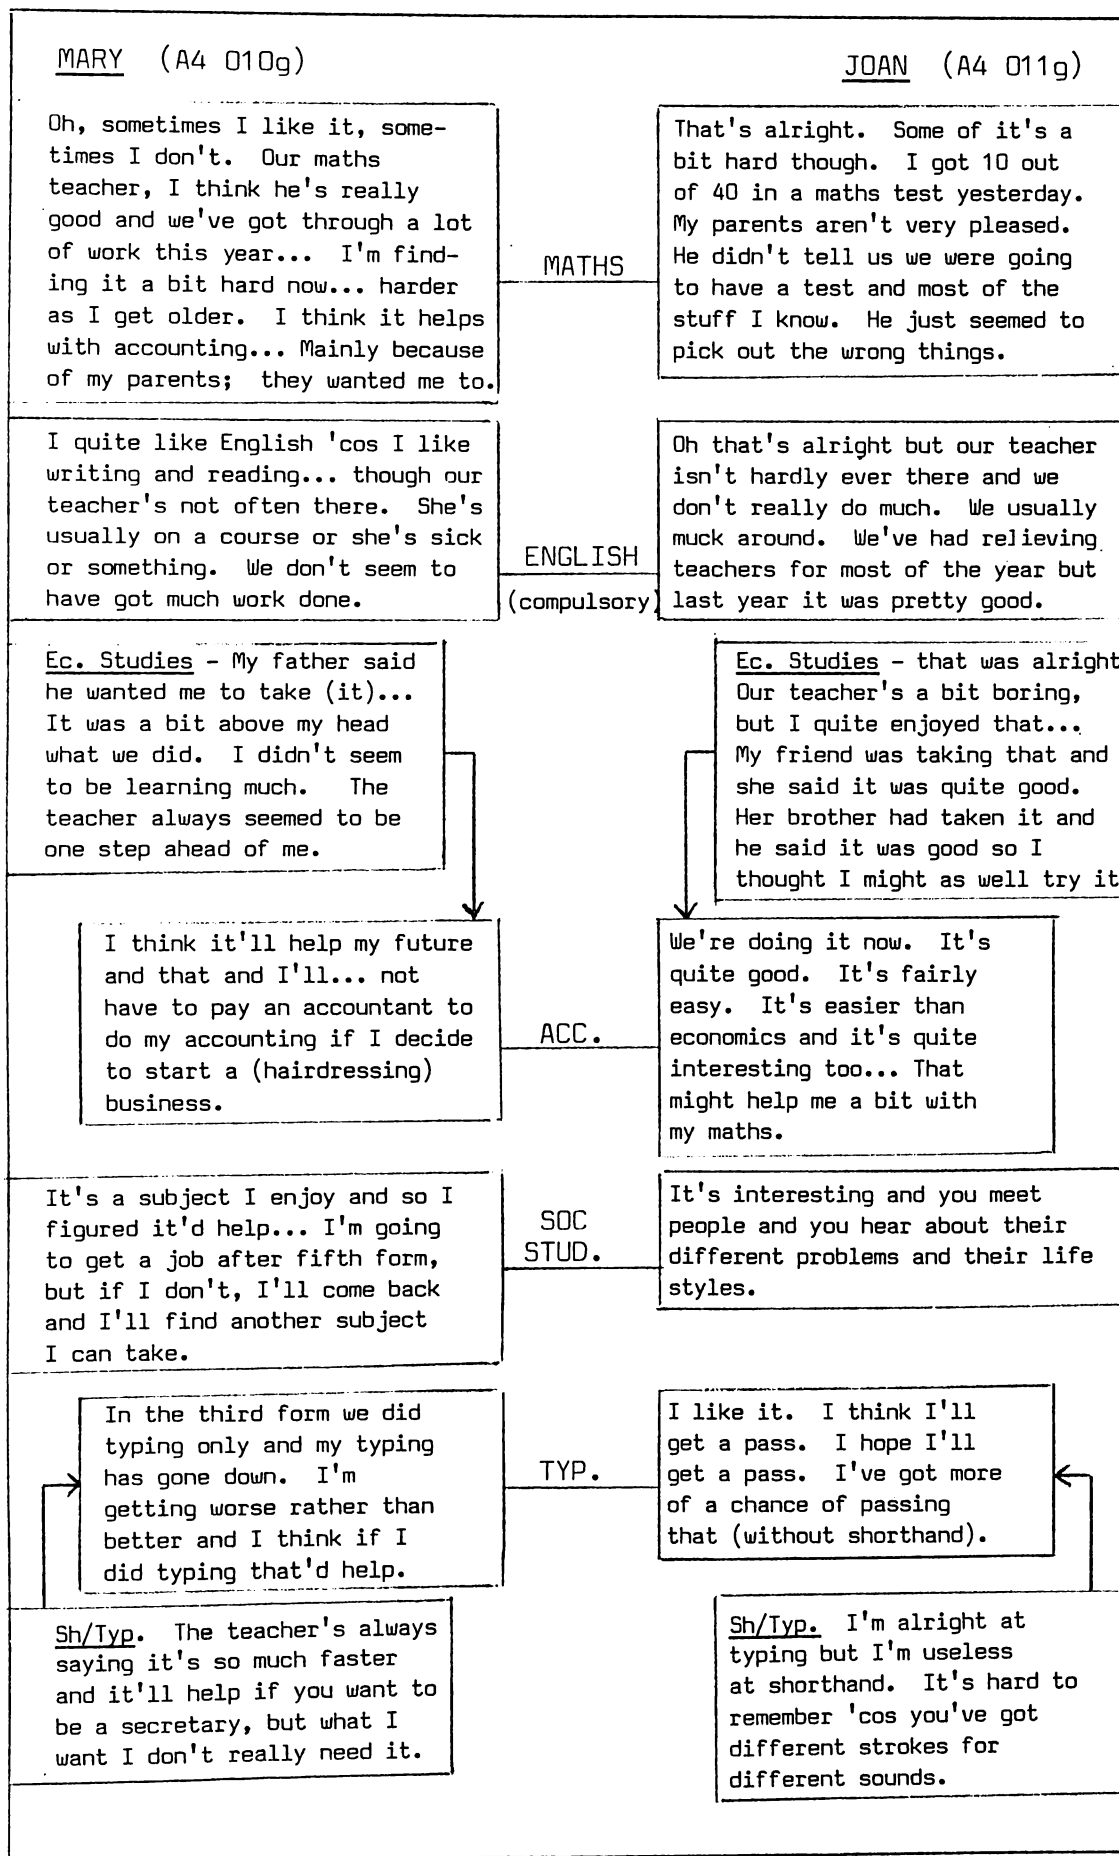 MARY (A4 010g)
JOAN (A4 011g)
Oh, sometimes I like it, some-
times I don't. Our maths
teacher, I think he's really
good and we've got through a lot
of work this year... I'm find-
ing it a bit hard now... harder
as I get older. I think it helps
with accounting... Mainly because
of my parents; they wanted me to.
MATHS
That's alright. Some of it's a
bit hard though. I got 10 out
of 40 in a maths test yesterday.
My parents aren't very pleased.
He didn't tell us we were going
to have a test and most of the
stuff I know. He just seemed to
pick out the wrong things.
I quite like English 'cos I like
writing and reading... though our
teacher's not often there. She's
usually on a course or she's sick
or something. We don't seem to
have got much work done.
ENGLISH
(compulsory)
Oh that's alright but our teacher
isn't hardly ever there and we
don't really do much. We usually
muck around. We've had relieving
teachers for most of the year but
last year it was pretty good.
Ec. Studies - My father said
he wanted me to take (it)...
It was a bit above my head
what we did. I didn't seem
to be learning much. The
teacher always seemed to be
one step ahead of me.
Ec. Studies - that was alright
Our teacher's a bit boring,
but I quite enjoyed that...
My friend was taking that and
she said it was quite good.
Her brother had taken it and
he said it was good so I
thought I might as well try it
I think it'll help my future
and that and I'll... not
have to pay an accountant to
do my accounting if I decide
to start a (hairdressing)
business.
ACC.
We're doing it now. It's
quite good. It's fairly
easy. It's easier than
economics and it's quite
interesting too... That
might help me a bit with
my maths.
It's a subject I enjoy and so I
figured it'd help... I'm going
to get a job after fifth form,
but if I don't, I'll come back
and I'll find another subject
I can take.
SOC
STUD.
It's interesting and you meet
people and you hear about their
different problems and their life
styles.
In the third form we did
typing only and my typing
has gone down. I'm
getting worse rather than
better and I think if I
did typing that'd help.
TYP.
I like it. I think I'll
get a pass. I hope I'll
get a pass. I've got more
of a chance of passing
that (without shorthand).
Sh/Typ. The teacher's always
saying it's so much faster
and it'll help if you want to
be a secretary, but what I
want I don't really need it.
Sh/Typ. I'm alright at
typing but I'm useless
at shorthand. It's hard to
remember 'cos you've got
different strokes for
different sounds.